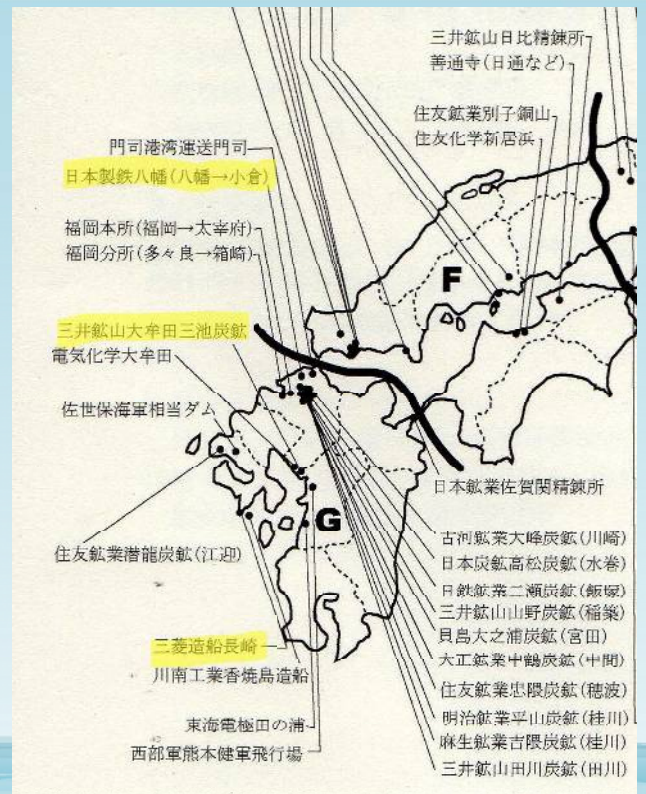 三井鉱山日比精錬所
善通寺(日通など)
住友鉱業別子銅山
住友化学新居浜
門司港湾運送門司
日本製鉄八幡(八幡→小倉)
福岡本所(福岡→太宰府)
福岡分所(多々良→箱崎)
F
三井鉱山大牟田三池炭鉱
電気化学大牟田
佐世保海軍相当ダム
日本鉱業佐賀関精錬所
G
住友鉱業潜龍炭鉱(江迎)
古河鉱業大峰炭鉱(川崎)
日本炭鉱高松炭鉱(水巻)
日鉄鉱業二瀬炭鉱(飯塚)
三井鉱山山野炭鉱(稲築)
貝島大之浦炭鉱(宮田)
大正鉱業中鶴炭鉱(中間)
住友鉱業忠隈炭鉱(穂波)
明治鉱業平山炭鉱(桂川)
麻生鉱業吉隈炭鉱(桂川)
三井鉱山田川炭鉱(田川)
三菱造船長崎
川南工業香焼島造船
東海電極田の浦
西部軍熊本健軍飛行場